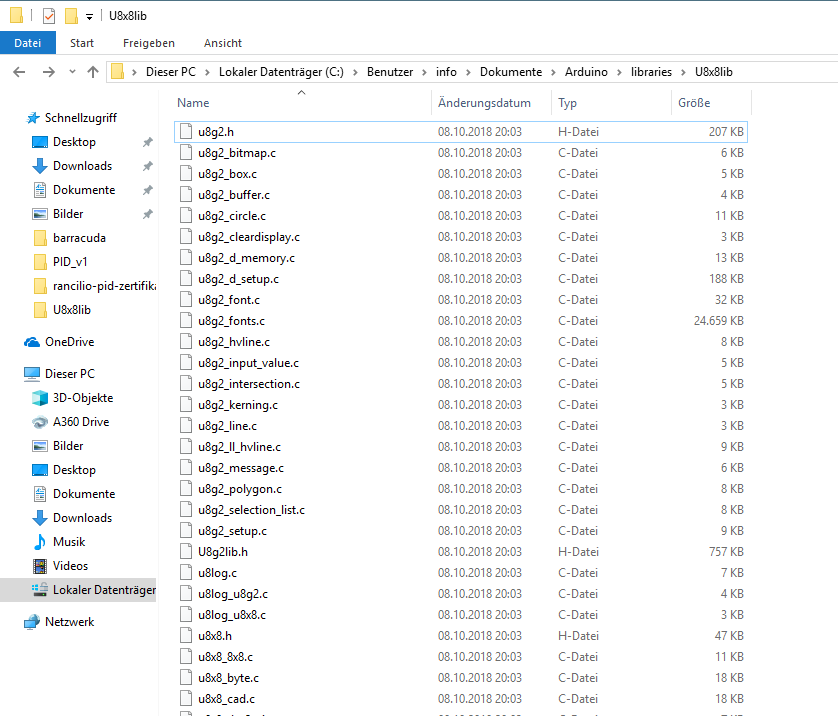 U8x8lib
Datei Start Freigeben Ansicht
Dieser PC Lokaler Datenträger (C:) Benutzer info Dokumente Arduino libraries U8x8lib
Schnellzugriff
Desktop
Downloads
Dokumente
Bilder
barracuda
PID_v1
rancilio-pid-zertifika
U8x8lib
OneDrive
Dieser PC
3D-Objekte
A360 Drive
Bilder
Desktop
Dokumente
Downloads
Musik
Videos
Lokaler Datenträger
Netzwerk
Name Änderungsdatum Typ Größe
u8g2.h 08.10.2018 20:03 H-Datei 207 KB
u8g2_bitmap.c 08.10.2018 20:03 C-Datei 6 KB
u8g2_box.c 08.10.2018 20:03 C-Datei 5 KB
u8g2_buffer.c 08.10.2018 20:03 C-Datei 4 KB
u8g2_circle.c 08.10.2018 20:03 C-Datei 11 KB
u8g2_cleardisplay.c 08.10.2018 20:03 C-Datei 3 KB
u8g2_d_memory.c 08.10.2018 20:03 C-Datei 13 KB
u8g2_d_setup.c 08.10.2018 20:03 C-Datei 188 KB
u8g2_font.c 08.10.2018 20:03 C-Datei 32 KB
u8g2_fonts.c 08.10.2018 20:03 C-Datei 24.659 KB
u8g2_hvline.c 08.10.2018 20:03 C-Datei 8 KB
u8g2_input_value.c 08.10.2018 20:03 C-Datei 5 KB
u8g2_intersection.c 08.10.2018 20:03 C-Datei 5 KB
u8g2_kerning.c 08.10.2018 20:03 C-Datei 3 KB
u8g2_line.c 08.10.2018 20:03 C-Datei 3 KB
u8g2_ll_hvline.c 08.10.2018 20:03 C-Datei 9 KB
u8g2_message.c 08.10.2018 20:03 C-Datei 6 KB
u8g2_polygon.c 08.10.2018 20:03 C-Datei 8 KB
u8g2_selection_list.c 08.10.2018 20:03 C-Datei 8 KB
u8g2_setup.c 08.10.2018 20:03 C-Datei 9 KB
U8g2lib.h 08.10.2018 20:03 H-Datei 757 KB
u8log.c 08.10.2018 20:03 C-Datei 7 KB
u8log_u8g2.c 08.10.2018 20:03 C-Datei 4 KB
u8log_u8x8.c 08.10.2018 20:03 C-Datei 3 KB
u8x8.h 08.10.2018 20:03 H-Datei 47 KB
u8x8_8x8.c 08.10.2018 20:03 C-Datei 11 KB
u8x8_byte.c 08.10.2018 20:03 C-Datei 18 KB
u8x8_cad.c 08.10.2018 20:03 C-Datei 18 KB